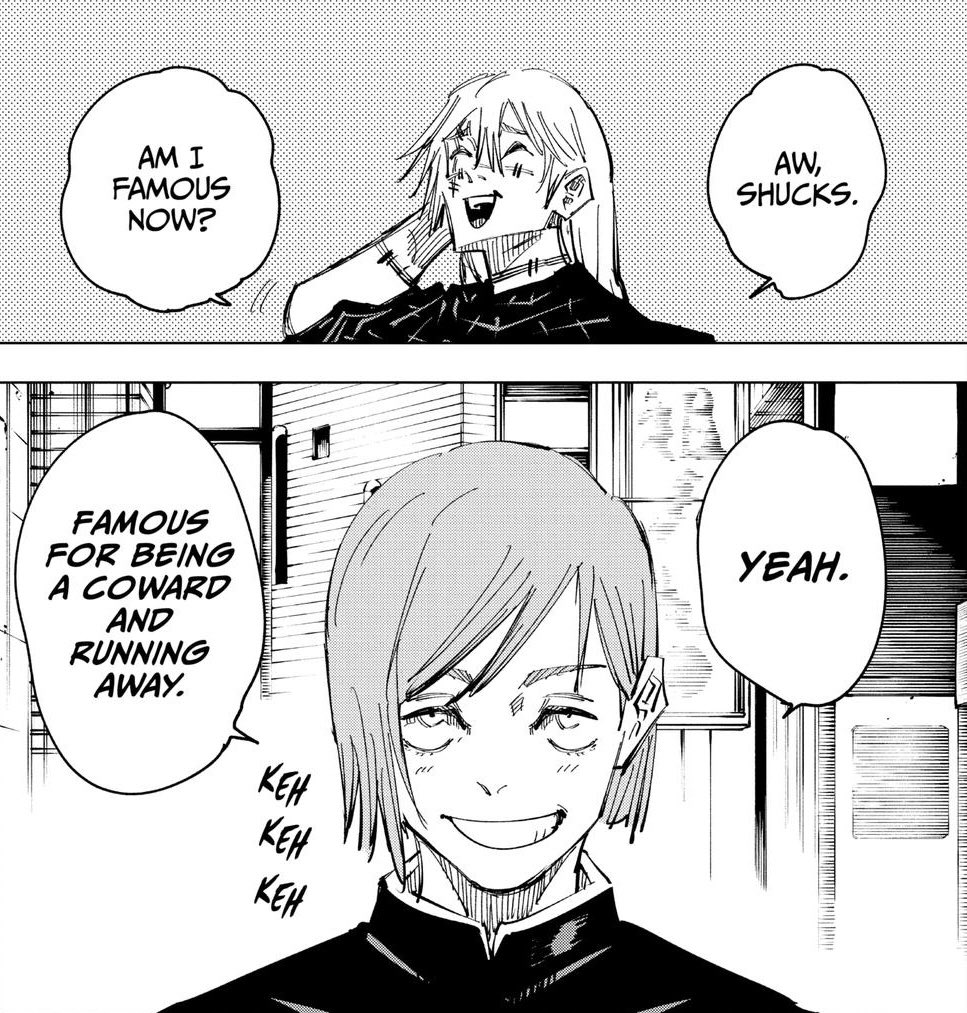 AW,
SHUCKS.
AM I
FAMOUS
NOW?
YEAH.
FAMOUS
FOR BEING
A COWARD
AND
RUNNING
AWAY.
KEH
KEH
KEH